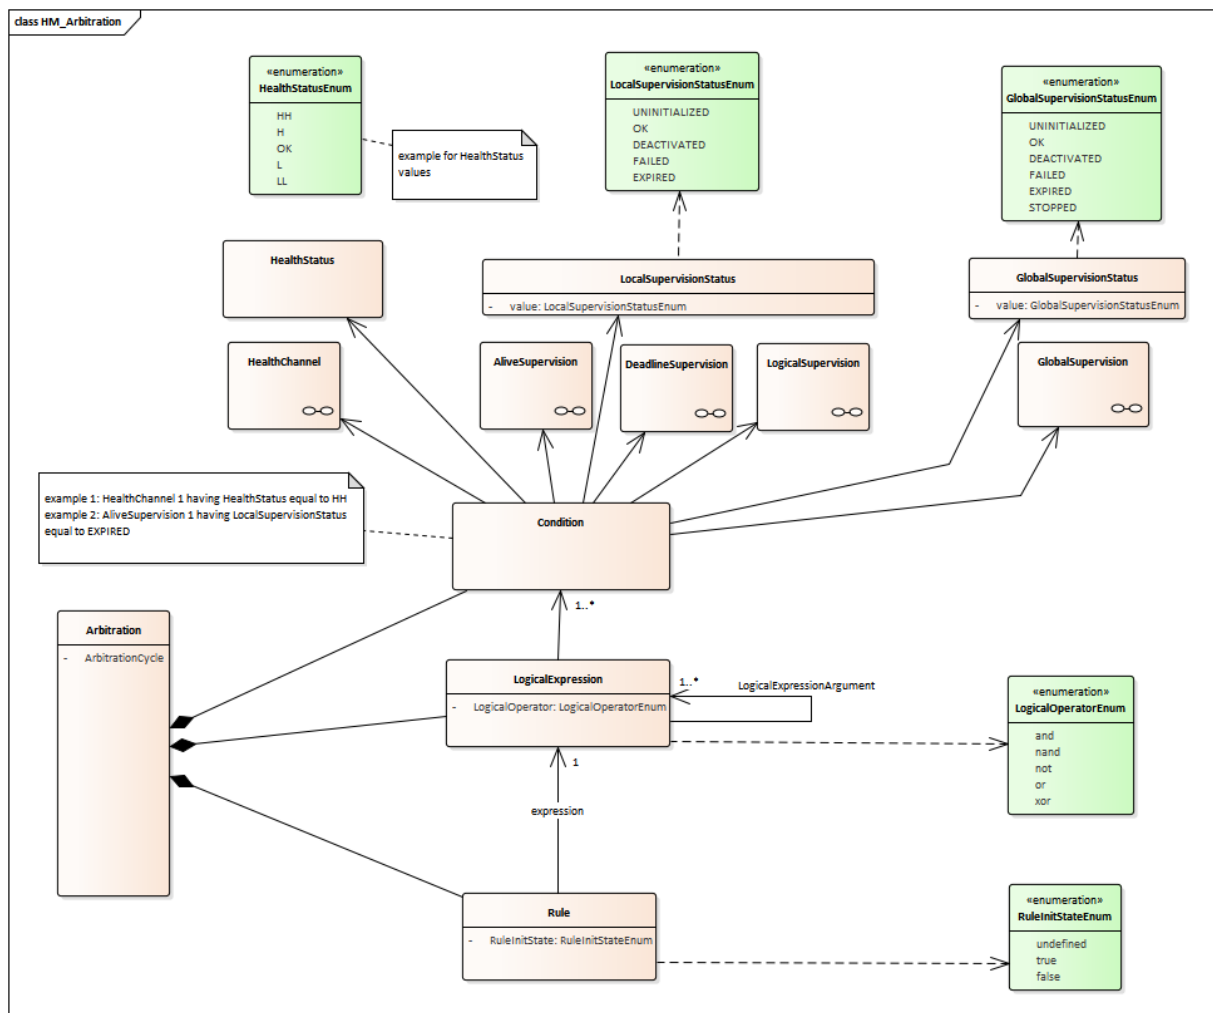 class HM_Arbitration
«enumeration»
HealthStatusEnum
HH
H
OK
L
LL
example for HealthStatus
values
«enumeration»
LocalSupervisionStatusEnum
UNINITIALIZED
OK
DEACTIVATED
FAILED
EXPIRED
«enumeration»
GlobalSupervisionStatusEnum
UNINITIALIZED
OK
DEACTIVATED
FAILED
EXPIRED
STOPPED
HealthStatus
LocalSupervisionStatus
- value: LocalSupervisionStatusEnum
GlobalSupervisionStatus
- value: GlobalSupervisionStatusEnum
HealthChannel
AliveSupervision
DeadlineSupervision
LogicalSupervision
GlobalSupervision
example 1: HealthChannel 1 having HealthStatus equal to HH
example 2: AliveSupervision 1 having LocalSupervisionStatus
equal to EXPIRED
Condition
1..*
Arbitration
- ArbitrationCycle
LogicalExpression
- LogicalOperator: LogicalOperatorEnum
1..*
LogicalExpressionArgument
«enumeration»
LogicalOperatorEnum
and
nand
not
or
xor
1
expression
Rule
- RuleInitState: RuleInitStateEnum
«enumeration»
RuleInitStateEnum
undefined
true
false